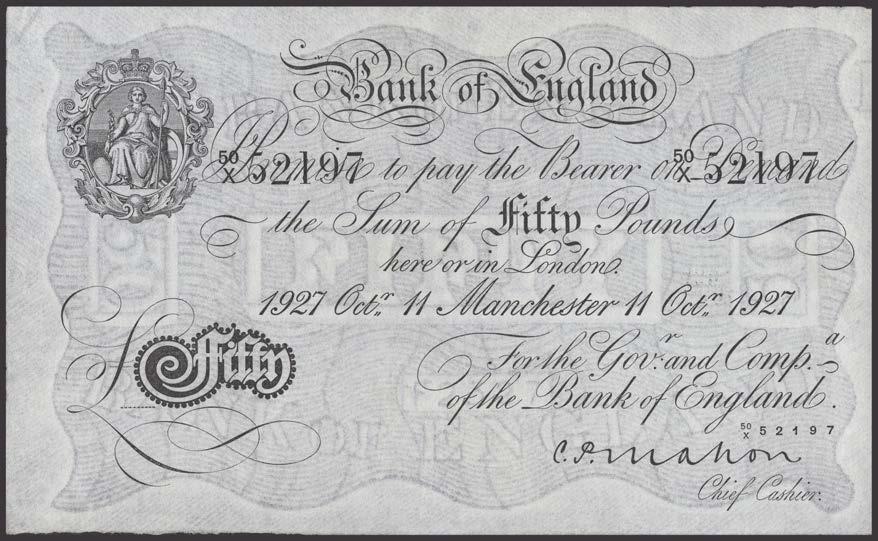 Bank of England
50/X 52197 50/X 52197
I Promise to pay the Bearer on Demand
the Sum of Fifty Pounds
here or in London.
1927 Octr. 11 Manchester 11 Octr. 1927
For the Govr. and Compa.
of the Bank of England.
£ Fifty
50/X 52197
C.P. Mahon
Chief Cashier.